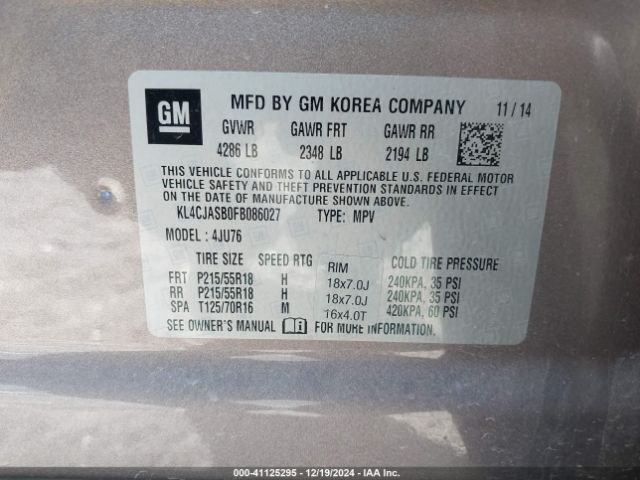 GM
MFD BY GM KOREA COMPANY 11 / 14
GVWR GAWR FRT GAWR RR
4286 LB 2348 LB 2194 LB
THIS VEHICLE CONFORMS TO ALL APPLICABLE U.S. FEDERAL MOTOR
VEHICLE SAFETY AND THEFT PREVENTION STANDARDS IN EFFECT
ON THE DATE OF MANUFACTURE SHOWN ABOVE.
KL4CJASB0FB086027 TYPE: MPV
MODEL : 4JU76
TIRE SIZE SPEED RTG RIM COLD TIRE PRESSURE
FRT P215/55R18 H 18x7.0J 240KPA, 35 PSI
RR P215/55R18 H 18x7.0J 240KPA, 35 PSI
SPA T125/70R16 M 16x4.0T 420KPA, 60 PSI
SEE OWNER'S MANUAL FOR MORE INFORMATION.
000-41125295 - 12/19/2024 - IAAI.COM